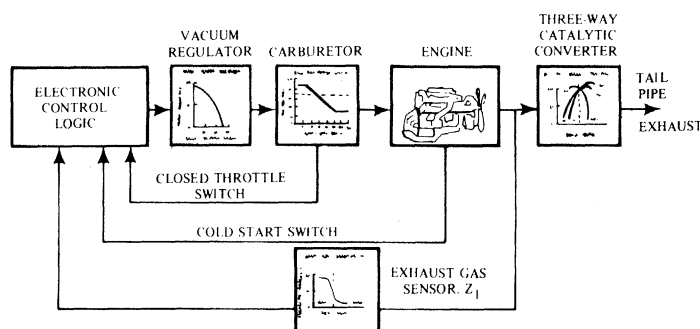 VACUUM
REGULATOR
CARBURETOR
ENGINE
THREE-WAY
CATALYTIC
CONVERTER
ELECTRONIC
CONTROL
LOGIC
TAIL
PIPE
EXHAUST
CLOSED THROTTLE
SWITCH
COLD START SWITCH
EXHAUST GAS
SENSOR, Z1